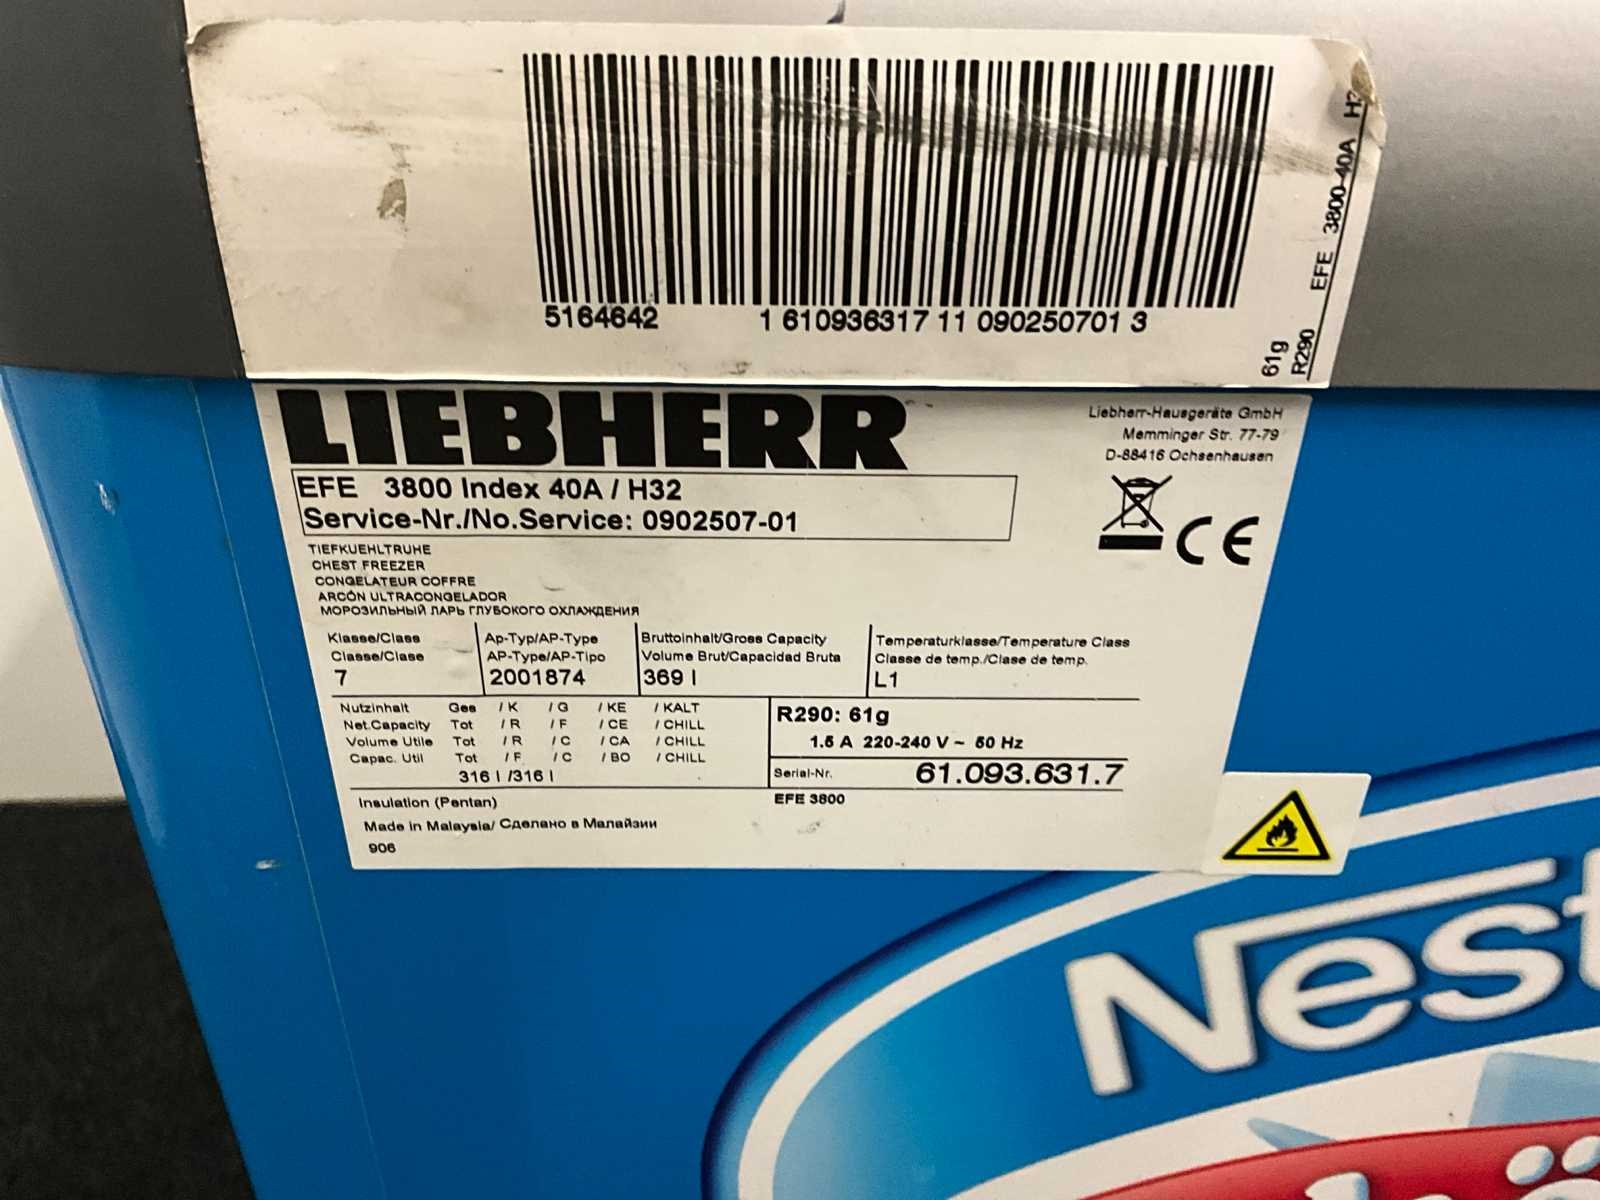 5164642 1 610936317 11 090250701 3
61g
R290 EFE 3800-40A
LIEBHERR
Liebherr-Hausgeräte GmbH
Memminger Str. 77-79
D-88416 Ochsenhausen
EFE 3800 Index 40A / H32
Service-Nr./No.Service: 0902507-01
CE
TIEFKUEHLTRUHE
CHEST FREEZER
CONGELATEUR COFFRE
ARCÓN ULTRACONGELADOR
МОРОЗИЛЬНЫЙ ЛАРЬ ГЛУБОКОГО ОХЛАЖДЕНИЯ
Klasse/Class
Classe/Clase
7
Ap-Typ/AP-Type
AP-Type/AP-Tipo
2001874
Bruttoinhalt/Gross Capacity
Volume Brut/Capacidad Bruta
369 l
Temperaturklasse/Temperature Class
Classe de temp./Clase de temp.
L1
Nutzinhalt Ges / K / G / KE / KALT
Net.Capacity Tot / R / F / CE / CHILL
Volume Utile Tot / R / C / CA / CHILL
Capac. Util Tot / F / C / BO / CHILL
316 l /316 l
R290: 61g
1.5 A 220-240 V ~ 50 Hz
Serial-Nr. 61.093.631.7
Insulation (Pentan)
EFE 3800
Made in Malaysia/ Сделано в Малайзии
906